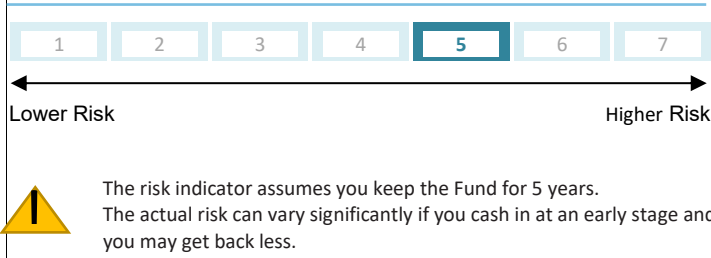 1 2 3 4 5 6 7
Lower Risk Higher Risk
The risk indicator assumes you keep the Fund for 5 years.
The actual risk can vary significantly if you cash in at an early stage and
you may get back less.